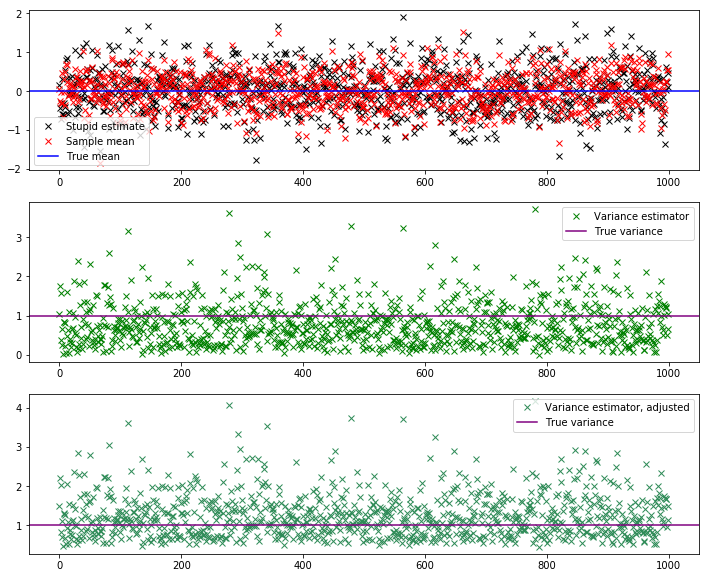 2
1
0
−1
−2
Stupid estimate
Sample mean
True mean
0 200 400 600 800 1000
3
2
1
0
Variance estimator
True variance
0 200 400 600 800 1000
4
3
2
1
Variance estimator, adjusted
True variance
0 200 400 600 800 1000